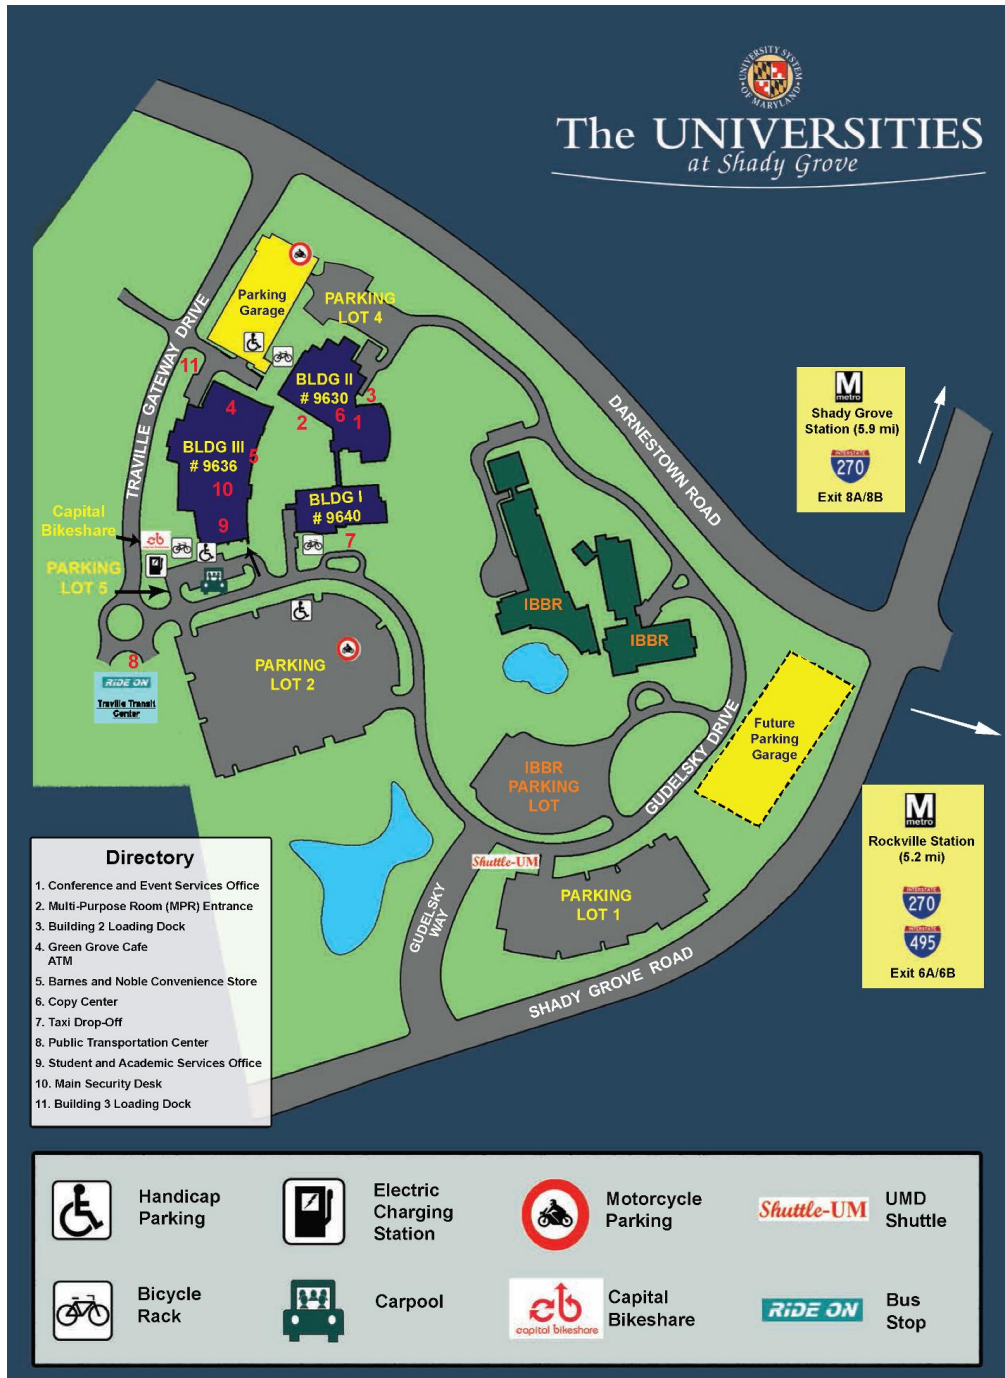 UNIVERSITY SYSTEM
OF MARYLAND
The UNIVERSITIES
at Shady Grove
Parking
Garage
PARKING
LOT 4
TRAVILLE GATEWAY DRIVE
11
BLDG II
# 9630
3
4
6
2
1
BLDG III
# 9636
5
10
BLDG I
# 9640
9
7
DARNESTOWN ROAD
metro
Shady Grove
Station (5.9 mi)
INTERSTATE
270
Exit 8A/8B
Capital
Bikeshare
PARKING
LOT 5
8
RIDE ON
Traville Transit
Center
PARKING
LOT 2
IBBR
IBBR
IBBR
PARKING
LOT
GUDELSKY DRIVE
Future
Parking
Garage
Shuttle-UM
PARKING
LOT 1
GUDELSKY
WAY
SHADY GROVE ROAD
metro
Rockville Station
(5.2 mi)
INTERSTATE
270
INTERSTATE
495
Exit 6A/6B
Directory
1. Conference and Event Services Office
2. Multi-Purpose Room (MPR) Entrance
3. Building 2 Loading Dock
4. Green Grove Cafe
ATM
5. Barnes and Noble Convenience Store
6. Copy Center
7. Taxi Drop-Off
8. Public Transportation Center
9. Student and Academic Services Office
10. Main Security Desk
11. Building 3 Loading Dock
Handicap
Parking
Electric
Charging
Station
Motorcycle
Parking
Shuttle-UM
UMD
Shuttle
Bicycle
Rack
Carpool
capital bikeshare
Capital
Bikeshare
RIDE ON
Bus
Stop